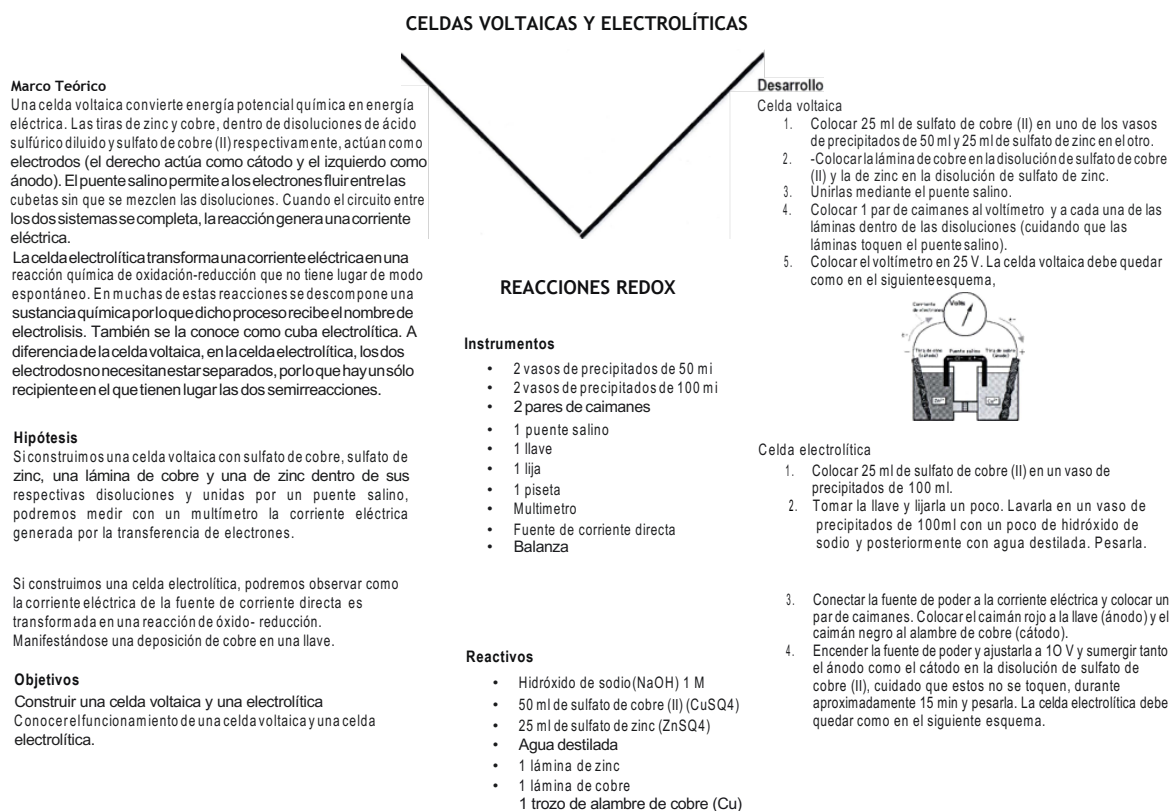 CELDAS VOLTAICAS Y ELECTROLÍTICAS
Marco Teórico
Una celda voltaica convierte energía potencial química en energía
eléctrica. Las tiras de zinc y cobre, dentro de disoluciones de ácido
sulfúrico diluido y sulfato de cobre (II) respectivamente, actúan como
electrodos (el derecho actúa como cátodo y el izquierdo como
ánodo). El puente salino permite a los electrones fluir entre las
cubetas sin que se mezclen las disoluciones. Cuando el circuito entre
los dos sistemas se completa, la reacción genera una corriente
eléctrica.
La celda electrolítica transforma una corriente eléctrica en una
reacción química de oxidación-reducción que no tiene lugar de modo
espontáneo. En muchas de estas reacciones se descompone una
sustancia química por lo que dicho proceso recibe el nombre de
electrolisis. También se la conoce como cuba electrolítica. A
diferencia de la celda voltaica, en la celda electrolítica, los dos
electrodos no necesitan estar separados, por lo que hay un sólo
recipiente en el que tienen lugar las dos semirreacciones.
Hipótesis
Si construimos una celda voltaica con sulfato de cobre, sulfato de
zinc, una lámina de cobre y una de zinc dentro de sus
respectivas disoluciones y unidas por un puente salino,
podremos medir con un multímetro la corriente eléctrica
generada por la transferencia de electrones.
Si construimos una celda electrolítica, podremos observar como
la corriente eléctrica de la fuente de corriente directa es
transformada en una reacción de óxido- reducción.
Manifestándose una deposición de cobre en una llave.
Objetivos
Construir una celda voltaica y una electrolítica
Conocer el funcionamiento de una celda voltaica y una celda
electrolítica.
REACCIONES REDOX
Instrumentos
• 2 vasos de precipitados de 50 mi
• 2 vasos de precipitados de 100 mi
• 2 pares de caimanes
• 1 puente salino
• 1 llave
• 1 lija
• 1 piseta
• Multimetro
• Fuente de corriente directa
• Balanza
Reactivos
• Hidróxido de sodio(NaOH) 1 M
• 50 ml de sulfato de cobre (II) (CuSQ4)
• 25 ml de sulfato de zinc (ZnSQ4)
• Agua destilada
• 1 lámina de zinc
• 1 lámina de cobre
1 trozo de alambre de cobre (Cu)
Desarrollo
Celda voltaica
1. Colocar 25 ml de sulfato de cobre (II) en uno de los vasos
de precipitados de 50 ml y 25 ml de sulfato de zinc en el otro.
2. -Colocar la lámina de cobre en la disolución de sulfato de cobre
(II) y la de zinc en la disolución de sulfato de zinc.
3. Unirlas mediante el puente salino.
4. Colocar 1 par de caimanes al voltímetro y a cada una de las
láminas dentro de las disoluciones (cuidando que las
láminas toquen el puente salino).
5. Colocar el voltímetro en 25 V. La celda voltaica debe quedar
como en el siguiente esquema,
Corriente
de electrones
Volts
e-
e-
−
+
Puente salino
Celda electrolítica
1. Colocar 25 ml de sulfato de cobre (II) en un vaso de
precipitados de 100 ml.
2. Tomar la llave y lijarla un poco. Lavarla en un vaso de
precipitados de 100ml con un poco de hidróxido de
sodio y posteriormente con agua destilada. Pesarla.
3. Conectar la fuente de poder a la corriente eléctrica y colocar un
par de caimanes. Colocar el caimán rojo a la llave (ánodo) y el
caimán negro al alambre de cobre (cátodo).
4. Encender la fuente de poder y ajustarla a 1O V y sumergir tanto
el ánodo como el cátodo en la disolución de sulfato de
cobre (II), cuidado que estos no se toquen, durante
aproximadamente 15 min y pesarla. La celda electrolítica debe
quedar como en el siguiente esquema.